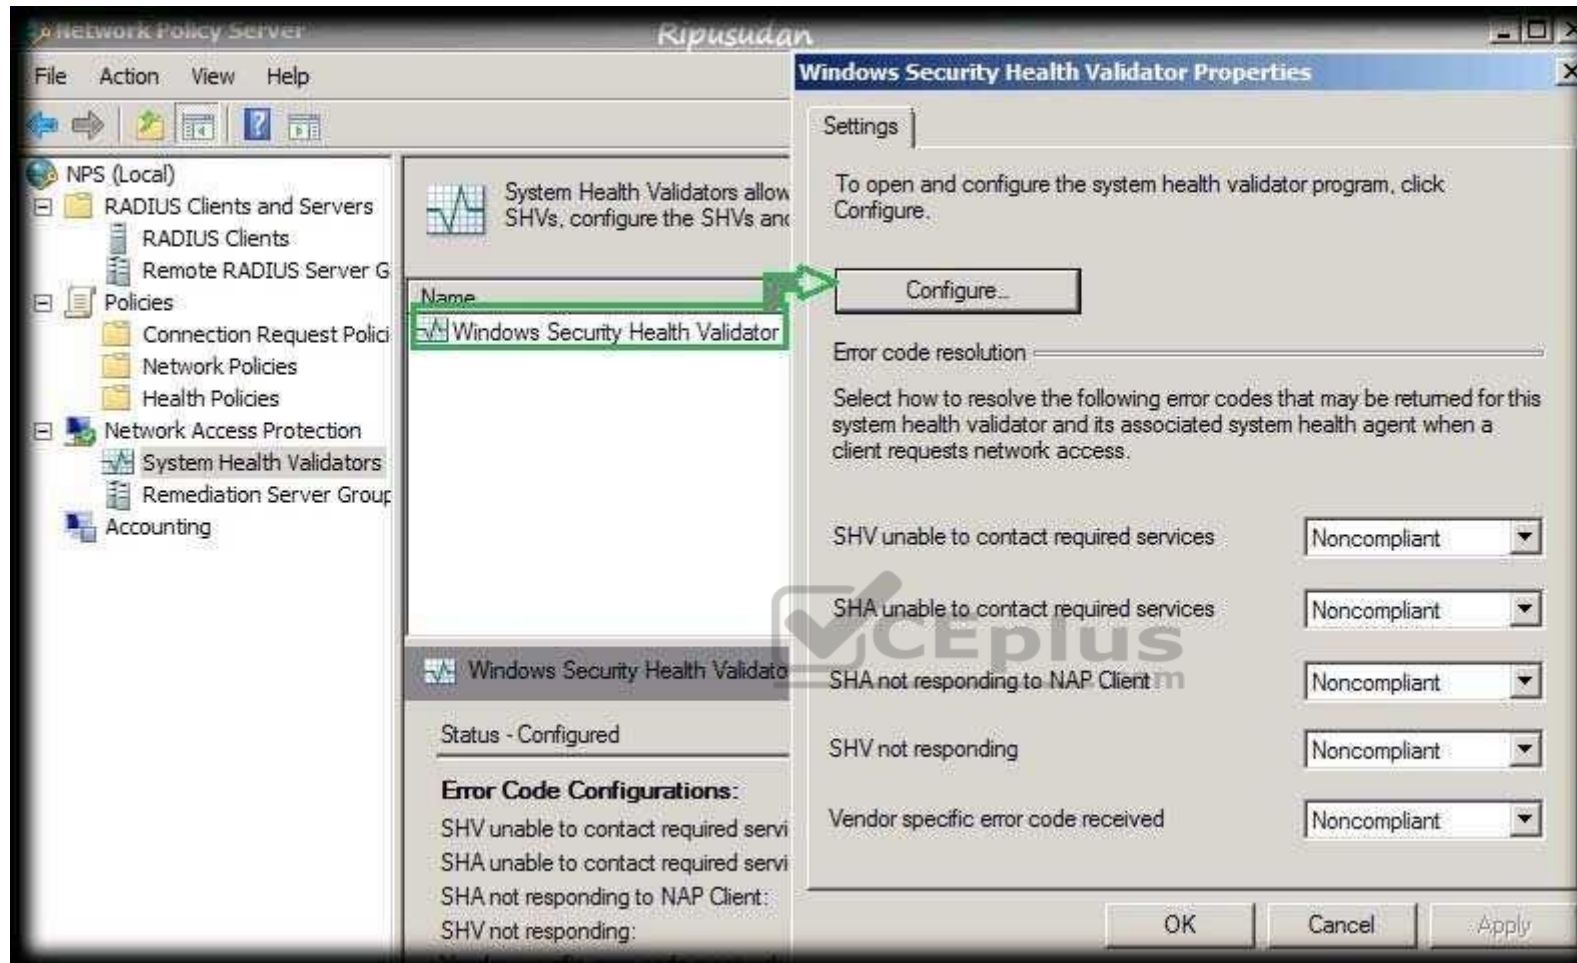 Network Policy Server
Ripusudan
File Action View Help
NPS (Local)
RADIUS Clients and Servers
RADIUS Clients
Remote RADIUS Server G
Policies
Connection Request Polici
Network Policies
Health Policies
Network Access Protection
System Health Validators
Remediation Server Group
Accounting
System Health Validators allow
SHVs, configure the SHVs and
Name
Windows Security Health Validator
Windows Security Health Validato
Status - Configured
Error Code Configurations:
SHV unable to contact required servi
SHA unable to contact required servi
SHA not responding to NAP Client:
SHV not responding:
Windows Security Health Validator Properties
Settings
To open and configure the system health validator program, click
Configure.
Configure...
Error code resolution
Select how to resolve the following error codes that may be returned for this
system health validator and its associated system health agent when a
client requests network access.
SHV unable to contact required services Noncompliant
SHA unable to contact required services Noncompliant
SHA not responding to NAP Client Noncompliant
SHV not responding Noncompliant
Vendor specific error code received Noncompliant
OK Cancel Apply
CEplus
.com